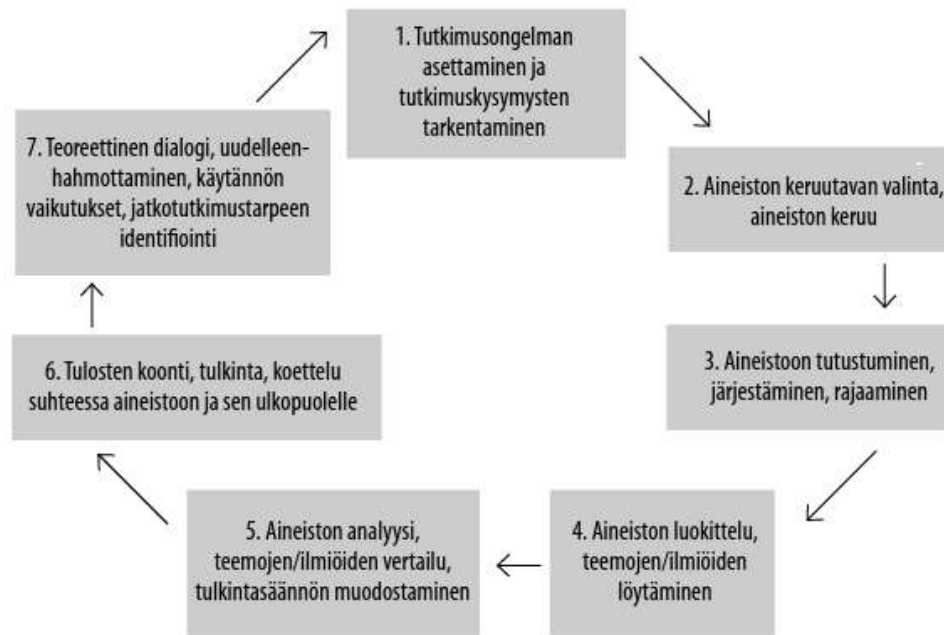 1. Tutkimusongelman
asettaminen ja
tutkimuskysymysten
tarkentaminen
2. Aineiston keruutavan valinta,
aineiston keruu
3. Aineistoon tutustuminen,
järjestäminen, rajaaminen
4. Aineiston luokittelu,
teemojen/ilmiöiden
löytäminen
5. Aineiston analyysi,
teemojen/ilmiöiden vertailu,
tulkintasäännön muodostaminen
6. Tulosten koonti, tulkinta, koettelu
suhteessa aineistoon ja sen ulkopuolelle
7. Teoreettinen dialogi, uudelleen-
hahmottaminen, käytännön
vaikutukset, jatkotutkimustarpeen
identifiointi